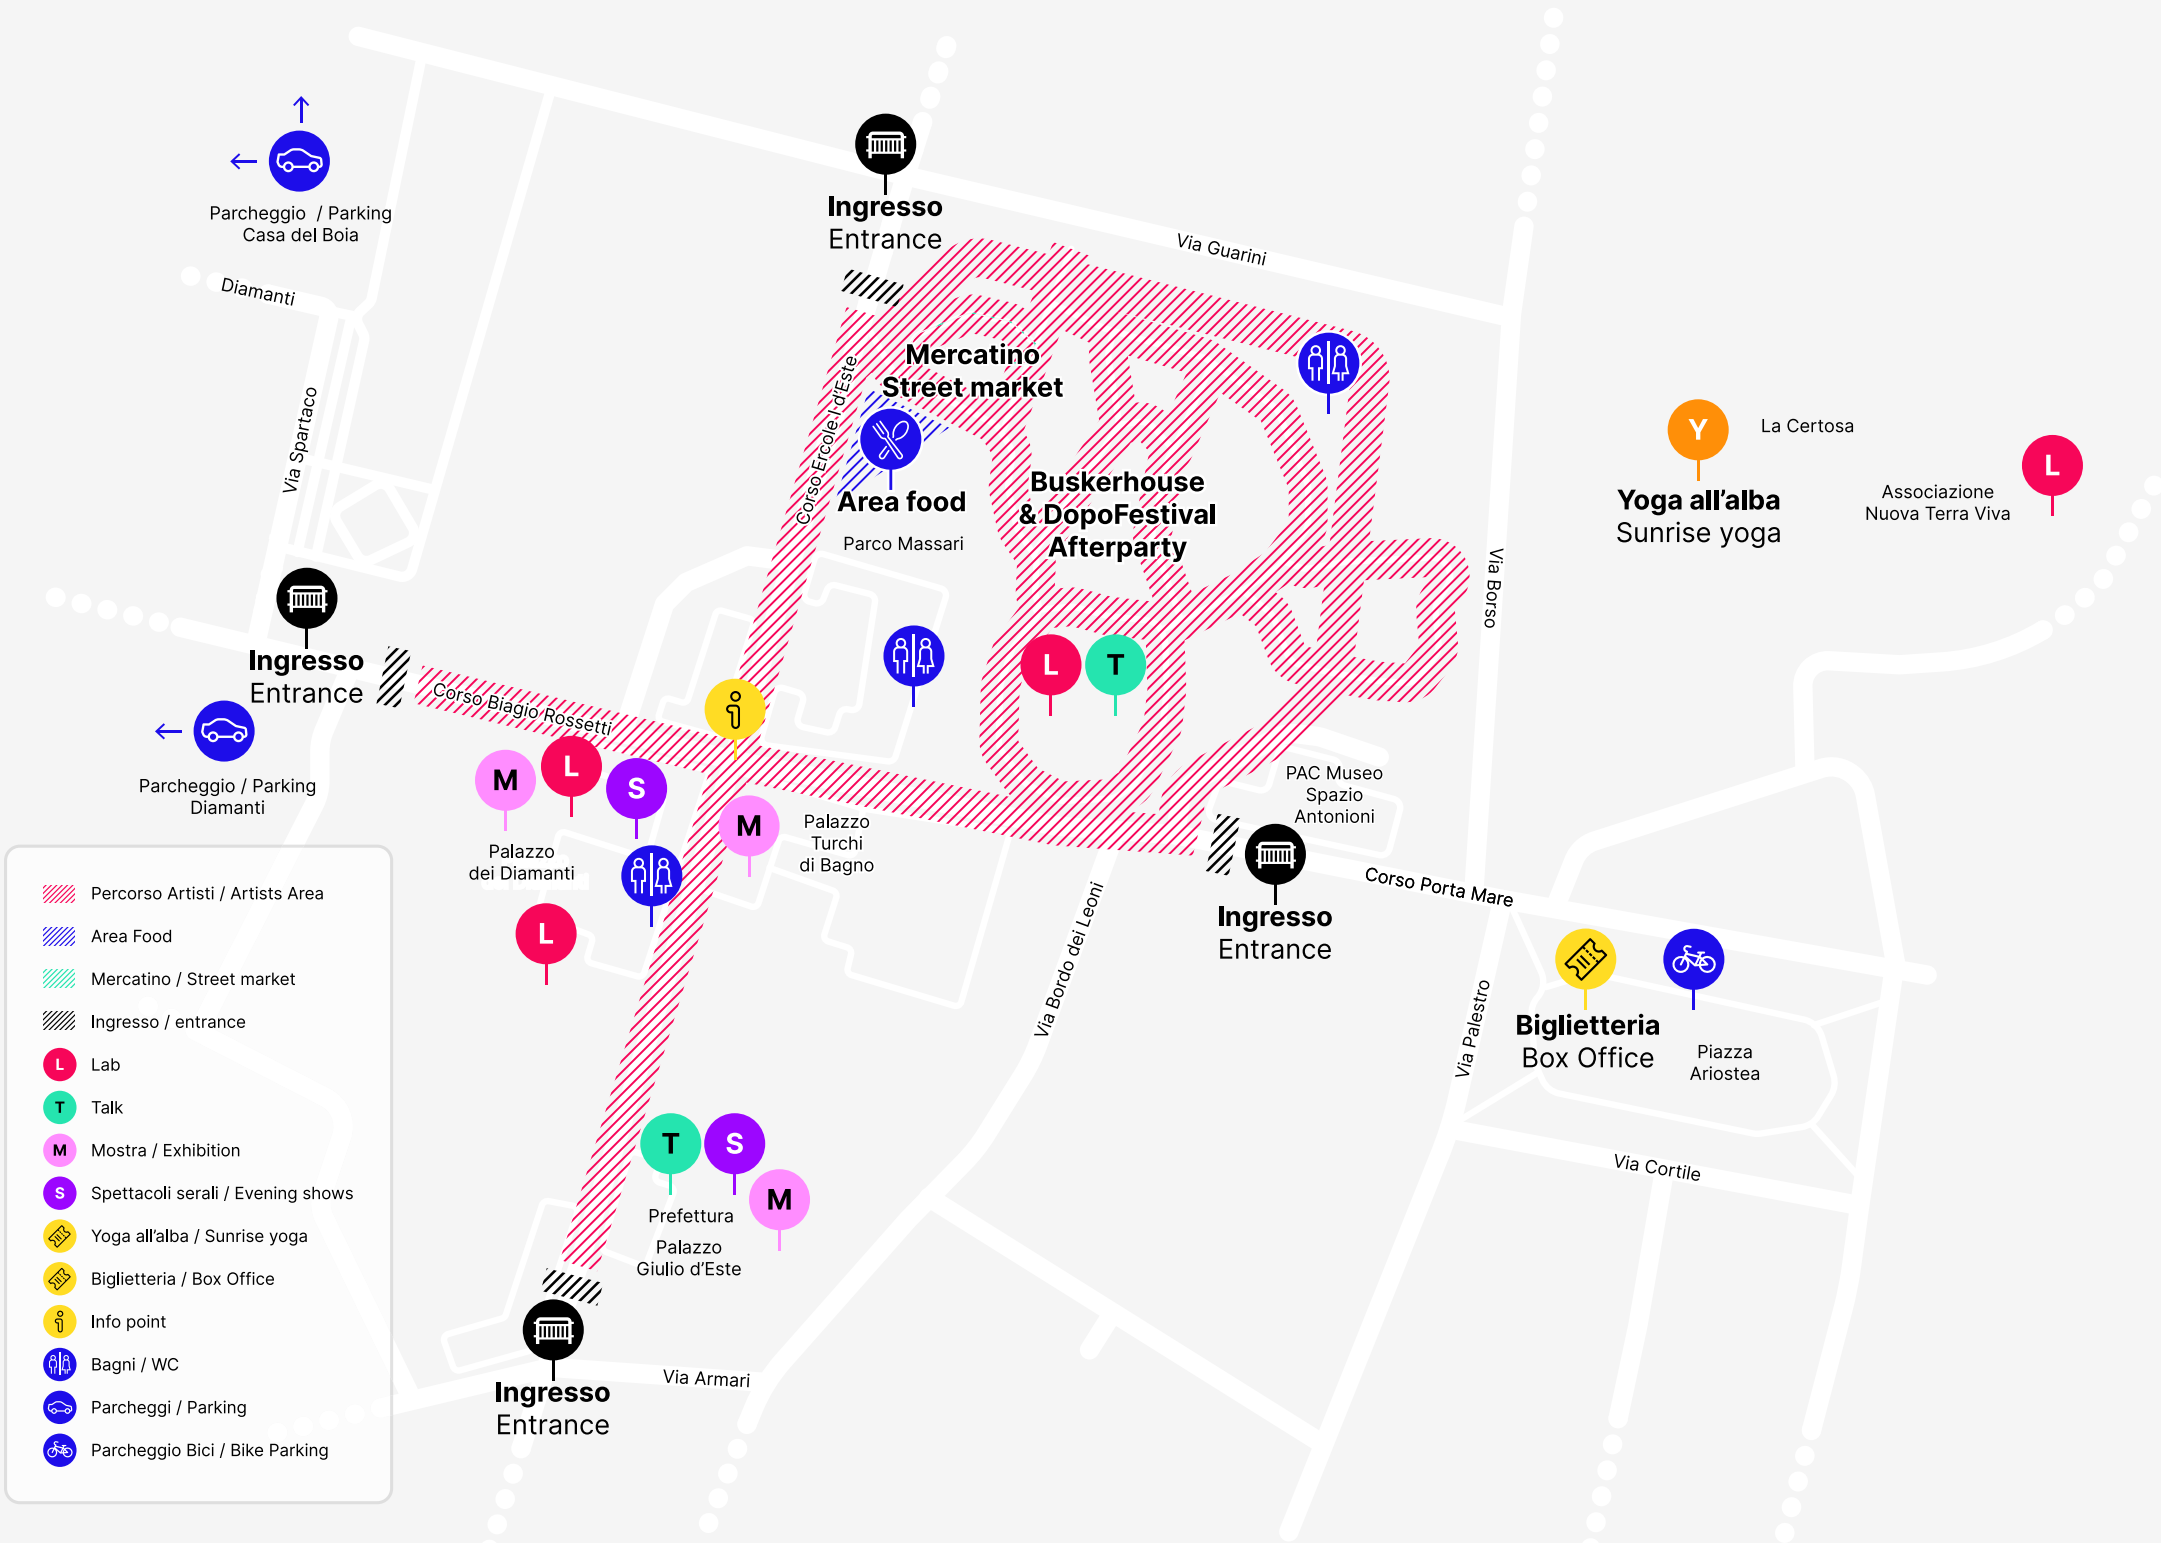 Ingresso
Entrance
Via Guarini
Parcheggio / Parking
Casa del Boia
Diamanti
Via Spartaco
Corso Ercole I d'Este
Mercatino
Street market
Area food
Parco Massari
Buskerhouse
& DopoFestival
Afterparty
Y
La Certosa
Yoga all'alba
Sunrise yoga
L
Associazione
Nuova Terra Viva
Via Borso
Ingresso
Entrance
Corso Biagio Rossetti
Parcheggio / Parking
Diamanti
L
T
M
L
S
Palazzo
dei Diamanti
L
M
Palazzo
Turchi
di Bagno
PAC Museo
Spazio
Antonioni
Ingresso
Entrance
Corso Porta Mare
Via Bordo dei Leoni
Via Palestro
Biglietteria
Box Office
Piazza
Ariostea
Via Cortile
T
S
M
Prefettura
Palazzo
Giulio d'Este
Ingresso
Entrance
Via Armari
Percorso Artisti / Artists Area
Area Food
Mercatino / Street market
Ingresso / entrance
L Lab
T Talk
M Mostra / Exhibition
S Spettacoli serali / Evening shows
Yoga all'alba / Sunrise yoga
Biglietteria / Box Office
Info point
Bagni / WC
Parcheggi / Parking
Parcheggio Bici / Bike Parking